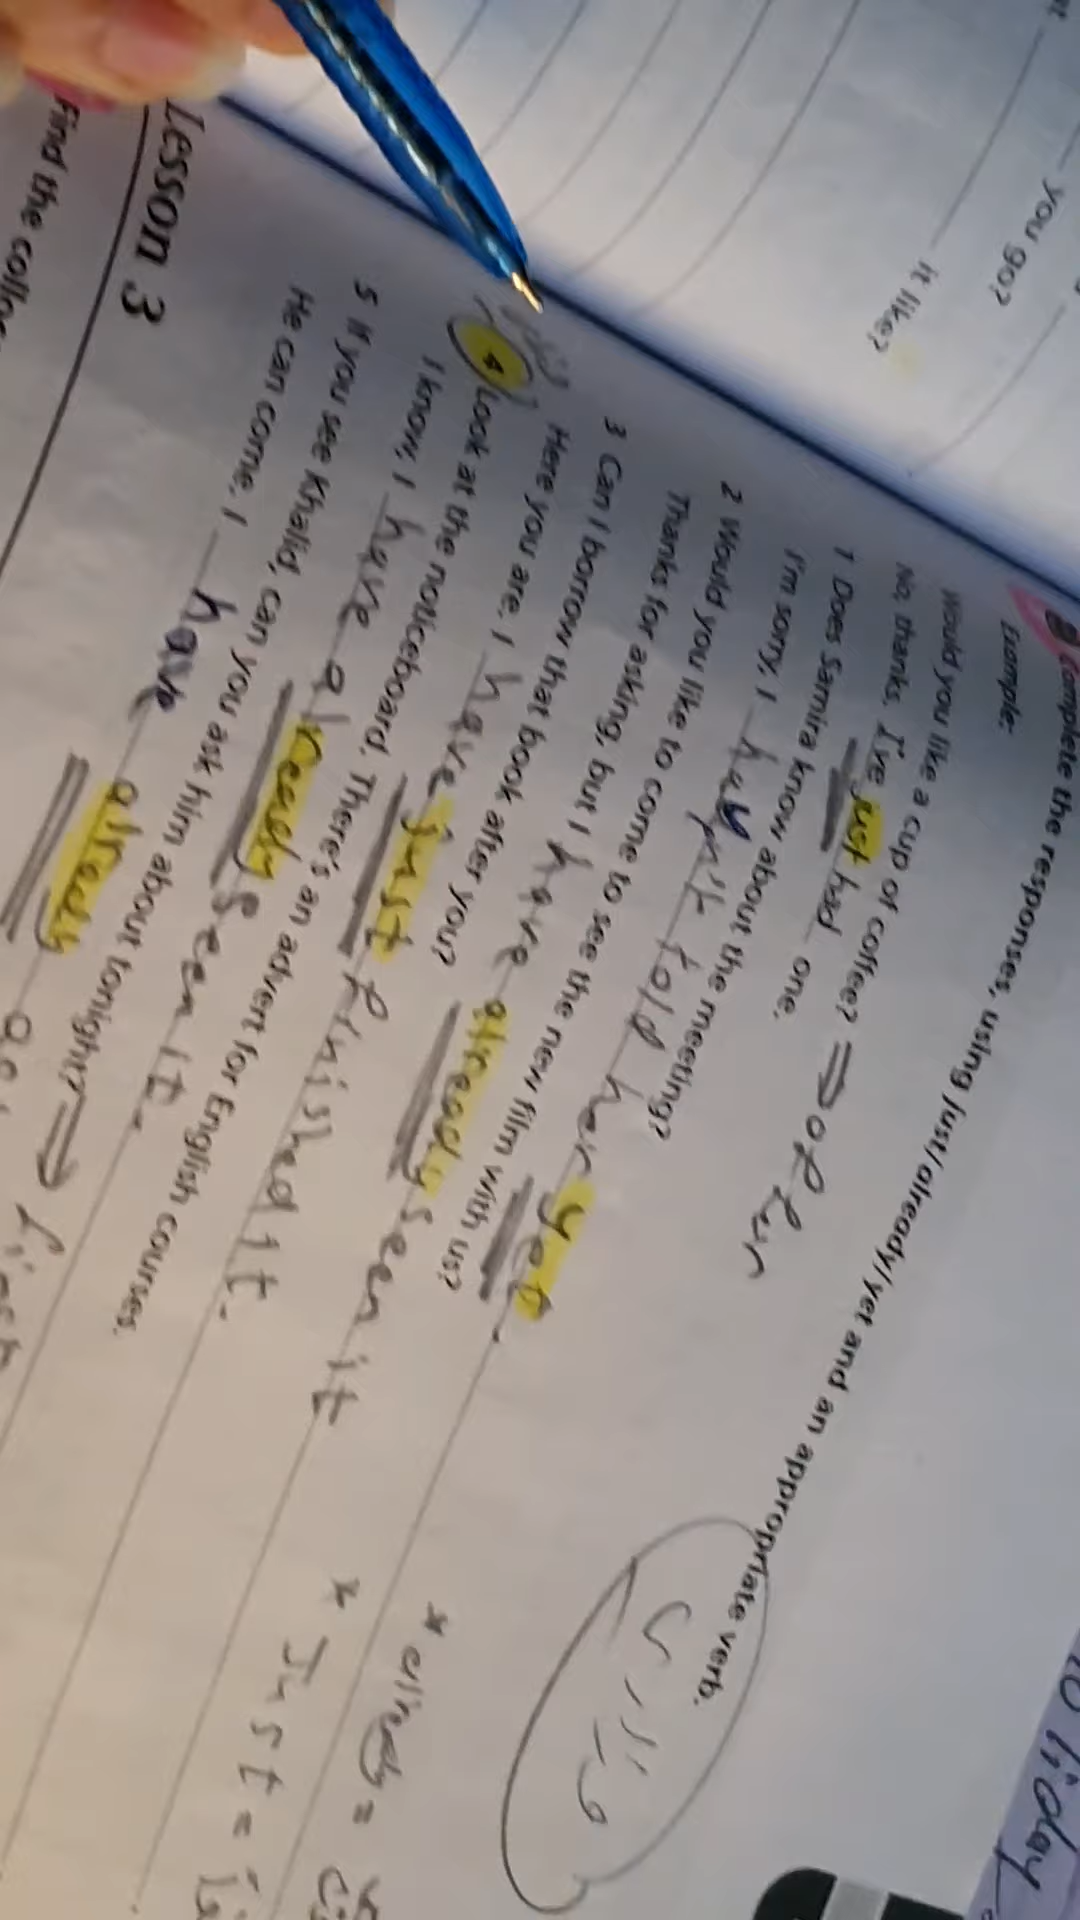 you go?
it like?
Complete the responses, using just/already/yet and an appropriate verb.
Example:
Would you like a cup of coffee? ⇒ offer
No, thanks. I've just had one.
1 Does Samira know about the meeting?
I'm sorry, I haven't told her yet.
2 Would you like to come to see the new film with us?
Thanks for asking, but I have already seen it
3 Can I borrow that book after you?
Here you are. I have just finished it.
4 Look at the noticeboard. There's an advert for English courses.
I know, I have already seen it.
5 If you see Khalid, can you ask him about tonight? ⇒
He can come. I have already
* allredy =
* Just =
Lesson 3
Find the